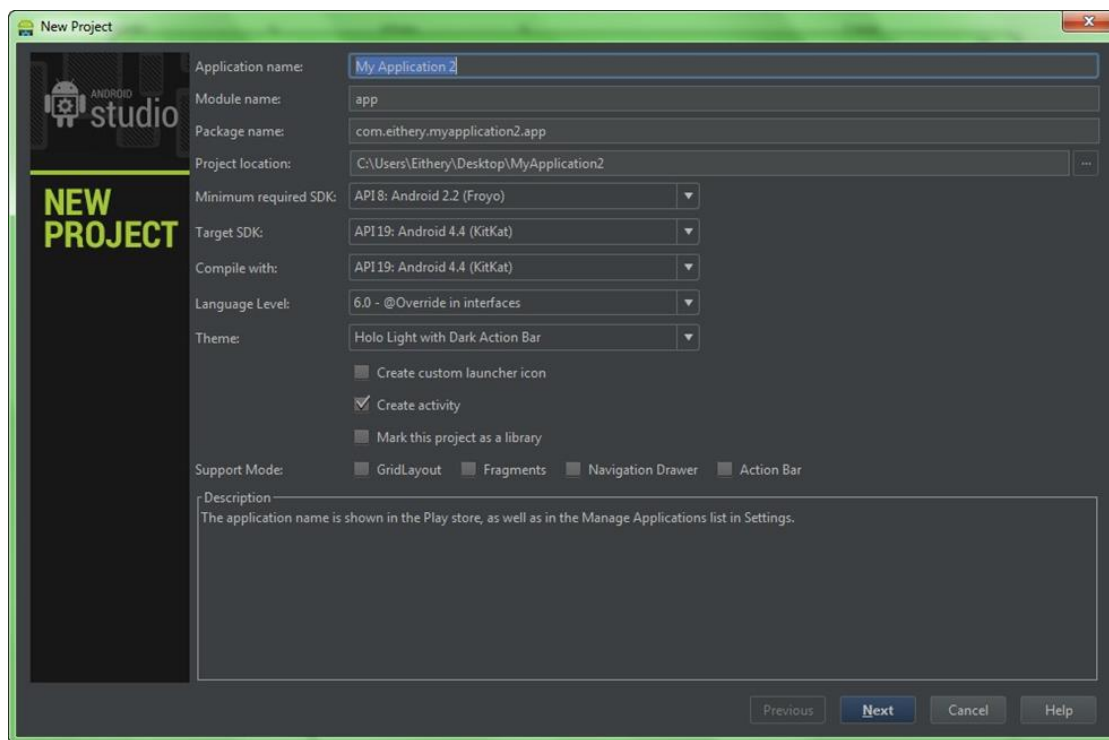 New Project
ANDROID
studio
NEW
PROJECT
Application name: My Application 2
Module name: app
Package name: com.eithery.myapplication2.app
Project location: C:\Users\Eithery\Desktop\MyApplication2 ...
Minimum required SDK: API 8: Android 2.2 (Froyo)
Target SDK: API 19: Android 4.4 (KitKat)
Compile with: API 19: Android 4.4 (KitKat)
Language Level: 6.0 - @Override in interfaces
Theme: Holo Light with Dark Action Bar
Create custom launcher icon
Create activity
Mark this project as a library
Support Mode: GridLayout Fragments Navigation Drawer Action Bar
Description
The application name is shown in the Play store, as well as in the Manage Applications list in Settings.
Previous Next Cancel Help